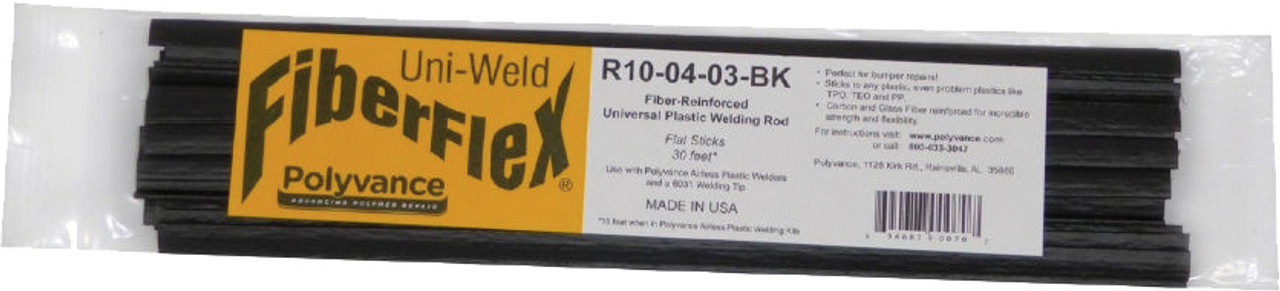 Uni-Weld
FiberFleX®
Polyvance
ADVANCING POLYMER REPAIR
R10-04-03-BK
Fiber-Reinforced
Universal Plastic Welding Rod
Flat Sticks
30 feet*
Use with Polyvance Airless Plastic Welders
and a 6031 Welding Tip
MADE IN USA
*15 feet when in Polyvance Airless Plastic Welding Kits
• Perfect for bumper repairs!
• Sticks to any plastic, even problem plastics like
TPO, TEO and PP.
• Carbon and Glass Fiber reinforced for incredible
strength and flexibility.
For instructions visit: www.polyvance.com
or call: 800-633-3047
Polyvance, 1128 Kirk Rd., Rainsville, AL 35986